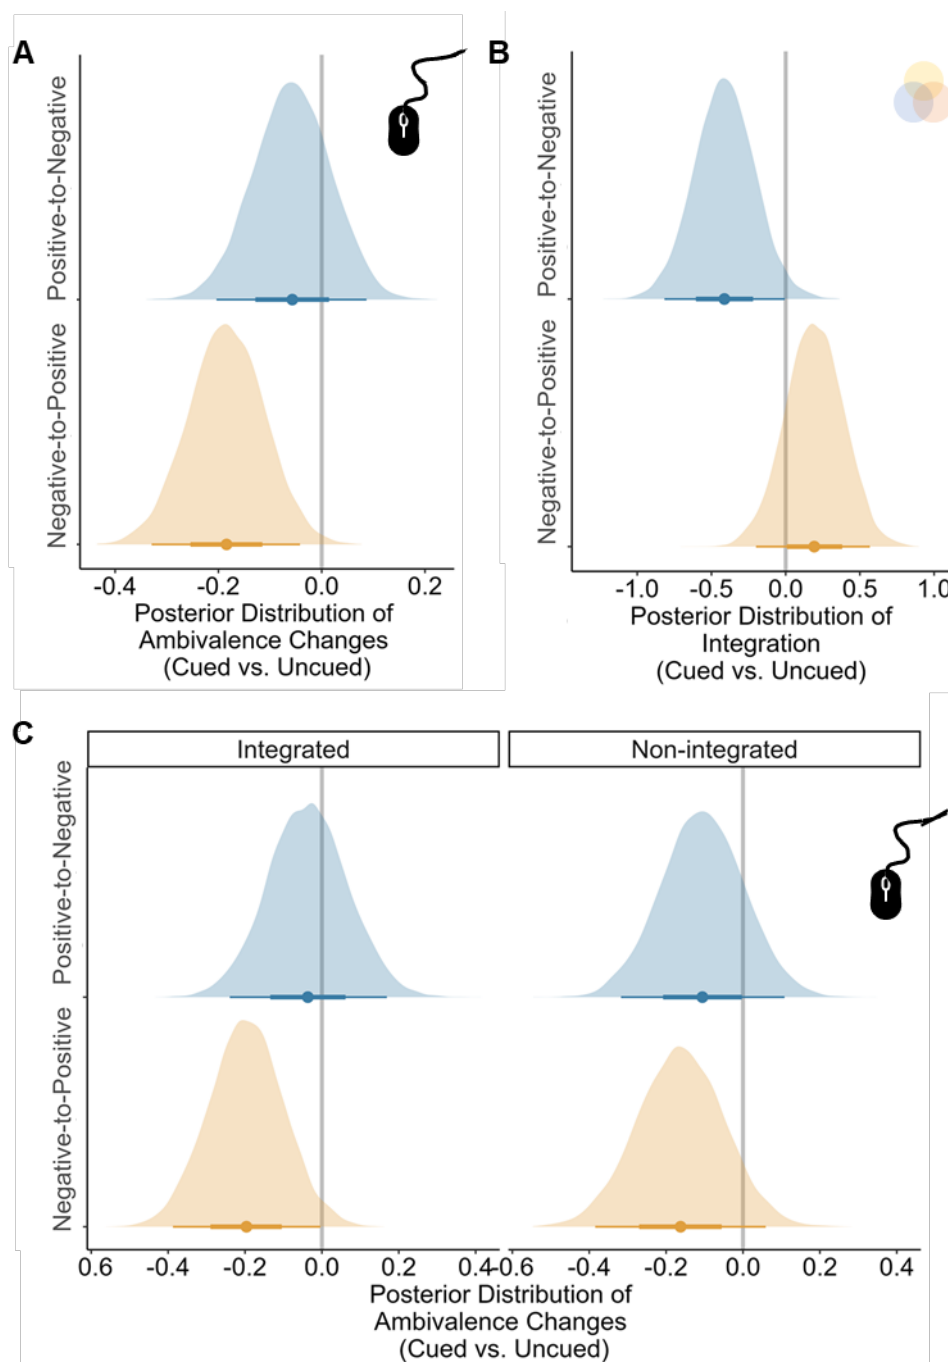 A
B
Positive-to-Negative
Negative-to-Positive
-0.4 -0.2 0.0 0.2
Posterior Distribution of
Ambivalence Changes
(Cued vs. Uncued)
Positive-to-Negative
Negative-to-Positive
-1.0 -0.5 0.0 0.5 1.0
Posterior Distribution of
Integration
(Cued vs. Uncued)
C
Integrated
Non-integrated
Positive-to-Negative
Negative-to-Positive
0.6 -0.4 -0.2 0.0 0.2 0.4 -0.6 -0.4 -0.2 0.0 0.2 0.4
Posterior Distribution of
Ambivalence Changes
(Cued vs. Uncued)